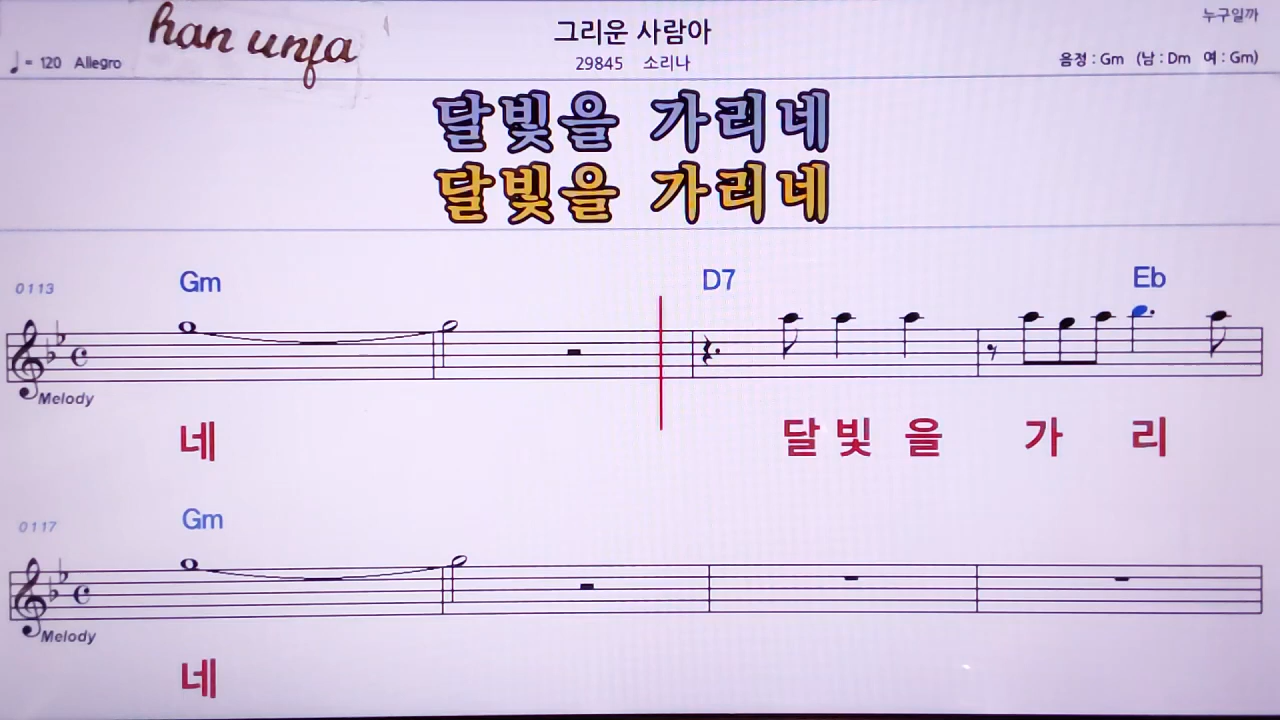 han unja
그리운 사람아
누구일까
♩= 120 Allegro
29845 소리나
음정 : Gm (남 : Dm 여 : Gm)
달빛을 가리네
달빛을 가리네
0113 Gm D7 Eb
Melody
네 달 빛 을 가 리
0117 Gm
Melody
네